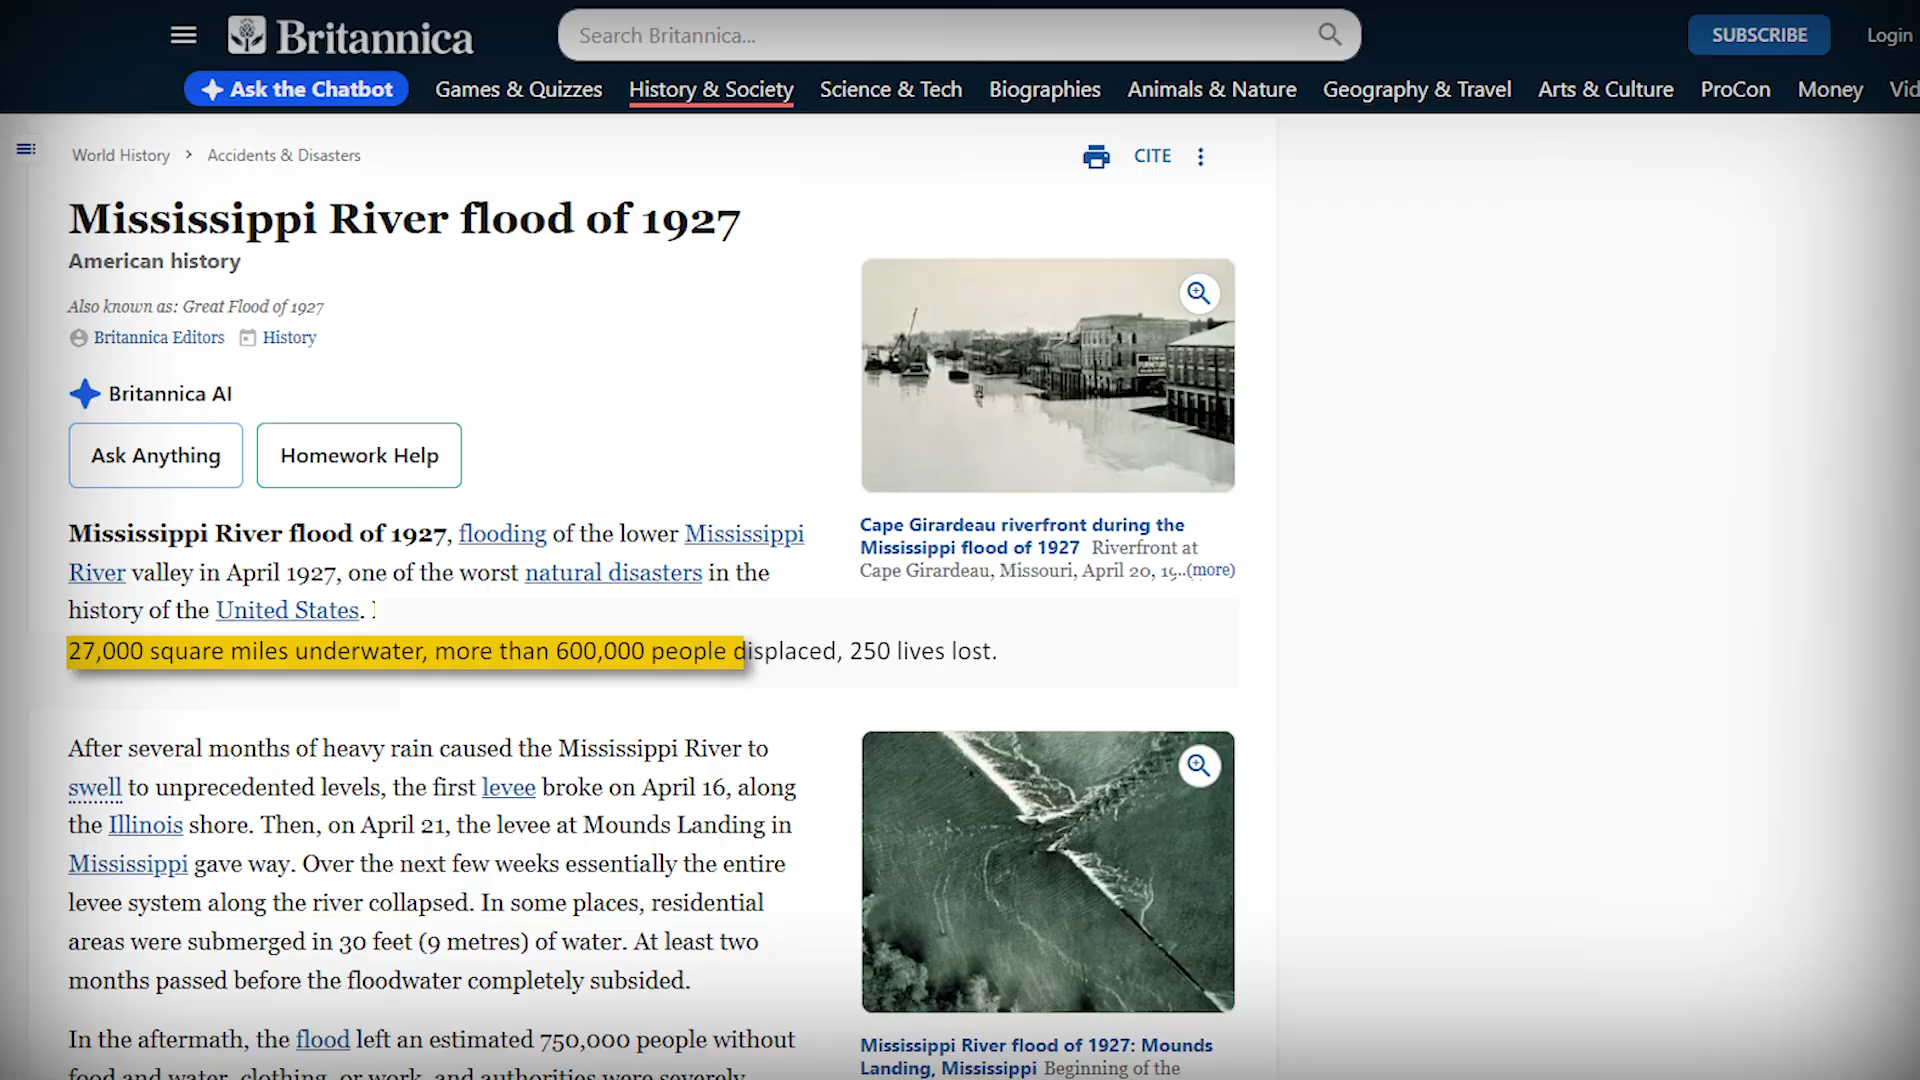 Britannica
Search Britannica...
SUBSCRIBE
Login
Ask the Chatbot
Games & Quizzes
History & Society
Science & Tech
Biographies
Animals & Nature
Geography & Travel
Arts & Culture
ProCon
Money
Vid
World History > Accidents & Disasters
CITE
Mississippi River flood of 1927
American history
Also known as: Great Flood of 1927
Britannica Editors History
Britannica AI
Ask Anything
Homework Help
Mississippi River flood of 1927, flooding of the lower Mississippi
River valley in April 1927, one of the worst natural disasters in the
history of the United States.
27,000 square miles underwater, more than 600,000 people displaced, 250 lives lost.
After several months of heavy rain caused the Mississippi River to
swell to unprecedented levels, the first levee broke on April 16, along
the Illinois shore. Then, on April 21, the levee at Mounds Landing in
Mississippi gave way. Over the next few weeks essentially the entire
levee system along the river collapsed. In some places, residential
areas were submerged in 30 feet (9 metres) of water. At least two
months passed before the floodwater completely subsided.
In the aftermath, the flood left an estimated 750,000 people without
food and water, clothing, or work, and authorities were severely
Cape Girardeau riverfront during the
Mississippi flood of 1927 Riverfront at
Cape Girardeau, Missouri, April 20, 19...(more)
Mississippi River flood of 1927: Mounds
Landing, Mississippi Beginning of the